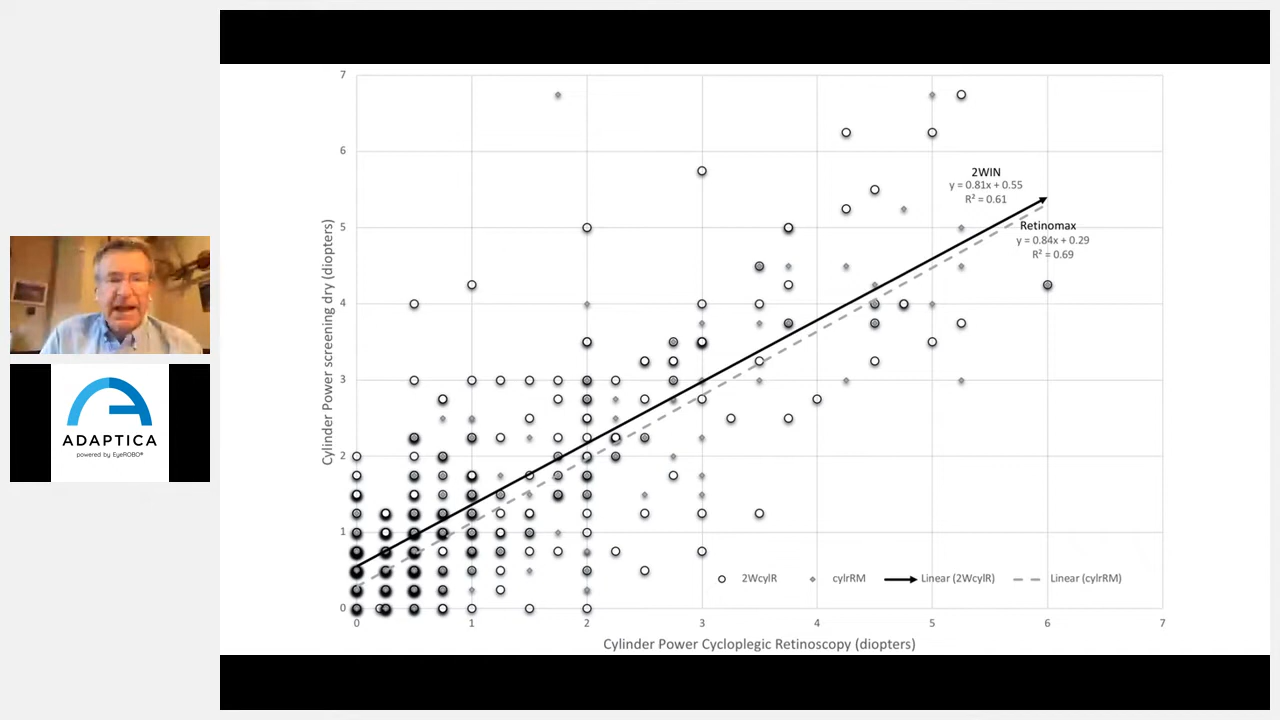 ADAPTICA
powered by EyeROBO®
Cylinder Power screening dry (diopters)
7
6
5
4
3
2
1
0
2WIN
y = 0.81x + 0.55
R² = 0.61
Retinomax
y = 0.84x + 0.29
R² = 0.69
2WcylR
cylrRM
Linear (2WcylR)
Linear (cylrRM)
0 1 2 3 4 5 6 7
Cylinder Power Cycloplegic Retinoscopy (diopters)